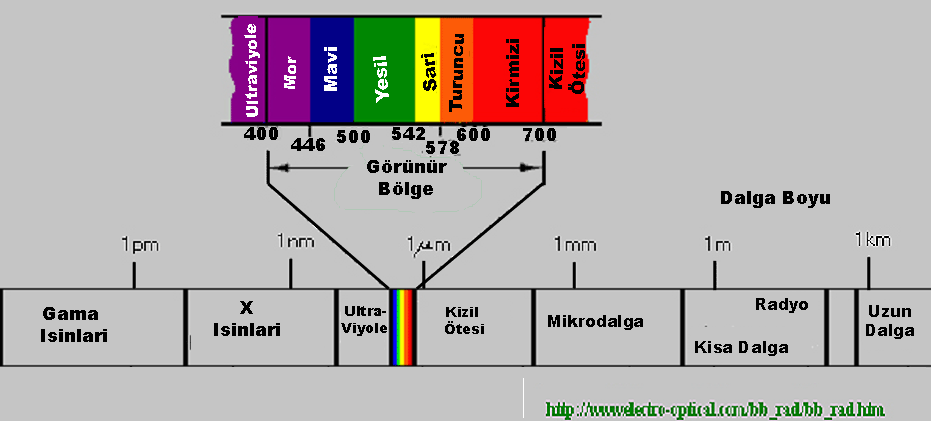 Ultraviyole
Mor
Mavi
Yesil
Sari
Turuncu
Kirmizi
Kizil
Ötesi
400
446
500
542
578
600
700
Görünür
Bölge
Dalga Boyu
1pm
1nm
1μm
1mm
1m
1km
Gama
Isinlari
X
Isinlari
Ultra-
Viyole
Kizil
Ötesi
Mikrodalga
Radyo
Kisa Dalga
Uzun
Dalga
http://www.electro-optical.com/bb_rad/bb_rad.htm